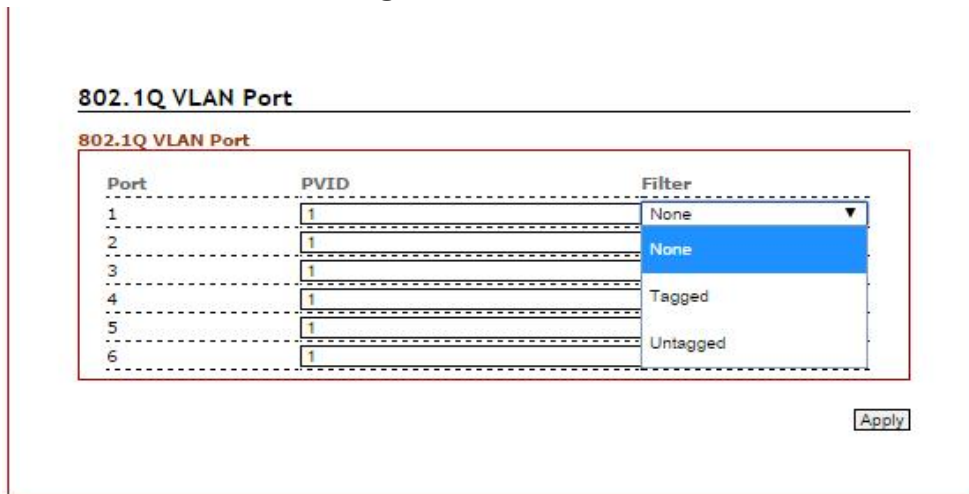 802.1Q VLAN Port
802.1Q VLAN Port
Port PVID Filter
1 1 None
2 1
3 1
4 1
5 1
6 1
None
Tagged
Untagged
Apply